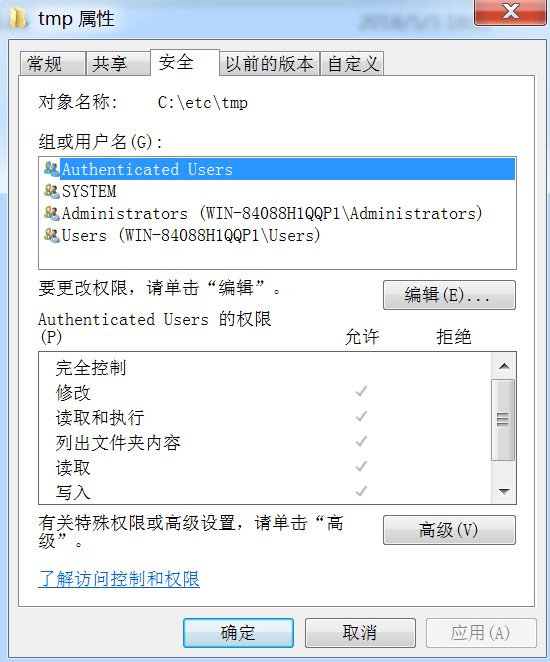 tmp 属性
常规 共享 安全 以前的版本 自定义
对象名称: C:\etc\tmp
组或用户名(G):
Authenticated Users
SYSTEM
Administrators (WIN-84088H1QQP1\Administrators)
Users (WIN-84088H1QQP1\Users)
要更改权限，请单击“编辑”。
编辑(E)...
Authenticated Users 的权限
(P) 允许 拒绝
完全控制
修改
读取和执行
列出文件夹内容
读取
写入
有关特殊权限或高级设置，请单击“高
级”。
高级(V)
了解访问控制和权限
确定 取消 应用(A)